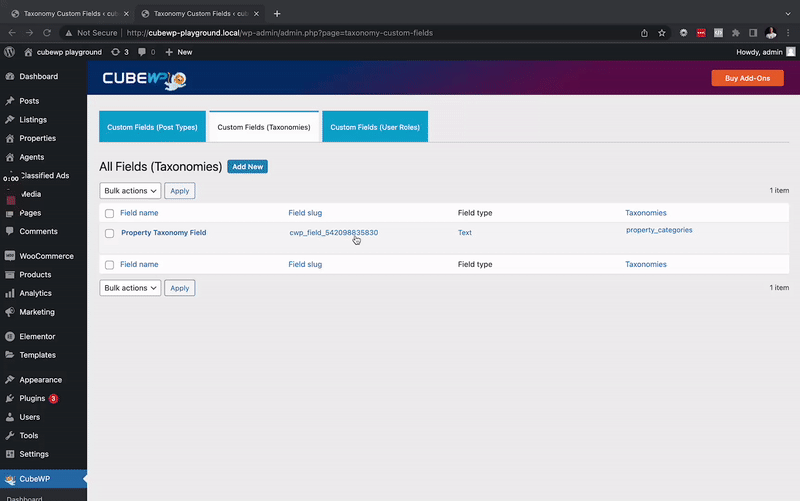 Taxonomy Custom Fields ‹ cub
Taxonomy Custom Fields ‹ cub
Not Secure | http://cubewp-playground.local/wp-admin/admin.php?page=taxonomy-custom-fields
cubewp playground 3 0 New
Howdy, admin
Dashboard
Posts
Listings
Properties
Agents
Classified Ads
0:00
Media
Pages
Comments
WooCommerce
Products
Analytics
Marketing
Elementor
Templates
Appearance
Plugins 3
Users
Tools
Settings
CubeWP
Dashboard
CUBEWP
Buy Add-Ons
Custom Fields (Post Types)
Custom Fields (Taxonomies)
Custom Fields (User Roles)
All Fields (Taxonomies) Add New
Bulk actions Apply 1 item
Field name Field slug Field type Taxonomies
Property Taxonomy Field cwp_field_542098835830 Text property_categories
Field name Field slug Field type Taxonomies
Bulk actions Apply 1 item